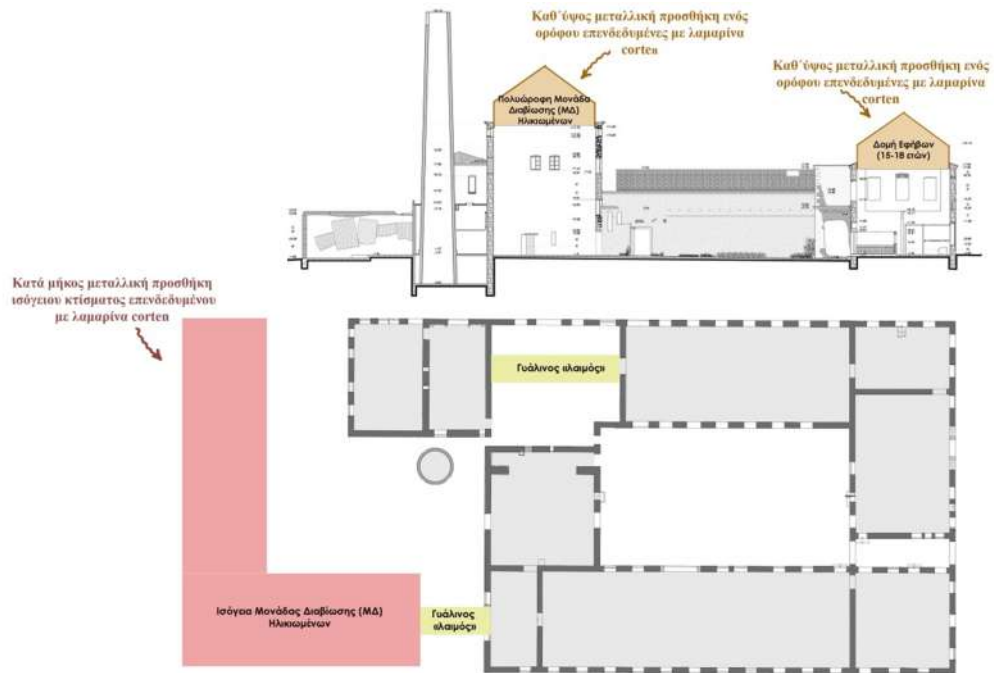 Καθ΄ύψος μεταλλική προσθήκη ενός
ορόφου επενδεδυμένες με λαμαρίνα
corten
Καθ΄ύψος μεταλλική προσθήκη ενός
ορόφου επενδεδυμένες με λαμαρίνα
corten
Πολυώροφη Μονάδα
Διαβίωσης (ΜΔ)
Ηλικιωμένων
Δομή Εφήβων
(15-18 ετών)
Κατά μήκος μεταλλική προσθήκη
ισόγειου κτίσματος επενδεδυμένου
με λαμαρίνα corten
Γυάλινος «λαιμός»
Ισόγεια Μονάδας Διαβίωσης (ΜΔ)
Ηλικιωμένων
Γυάλινος
«λαιμός»